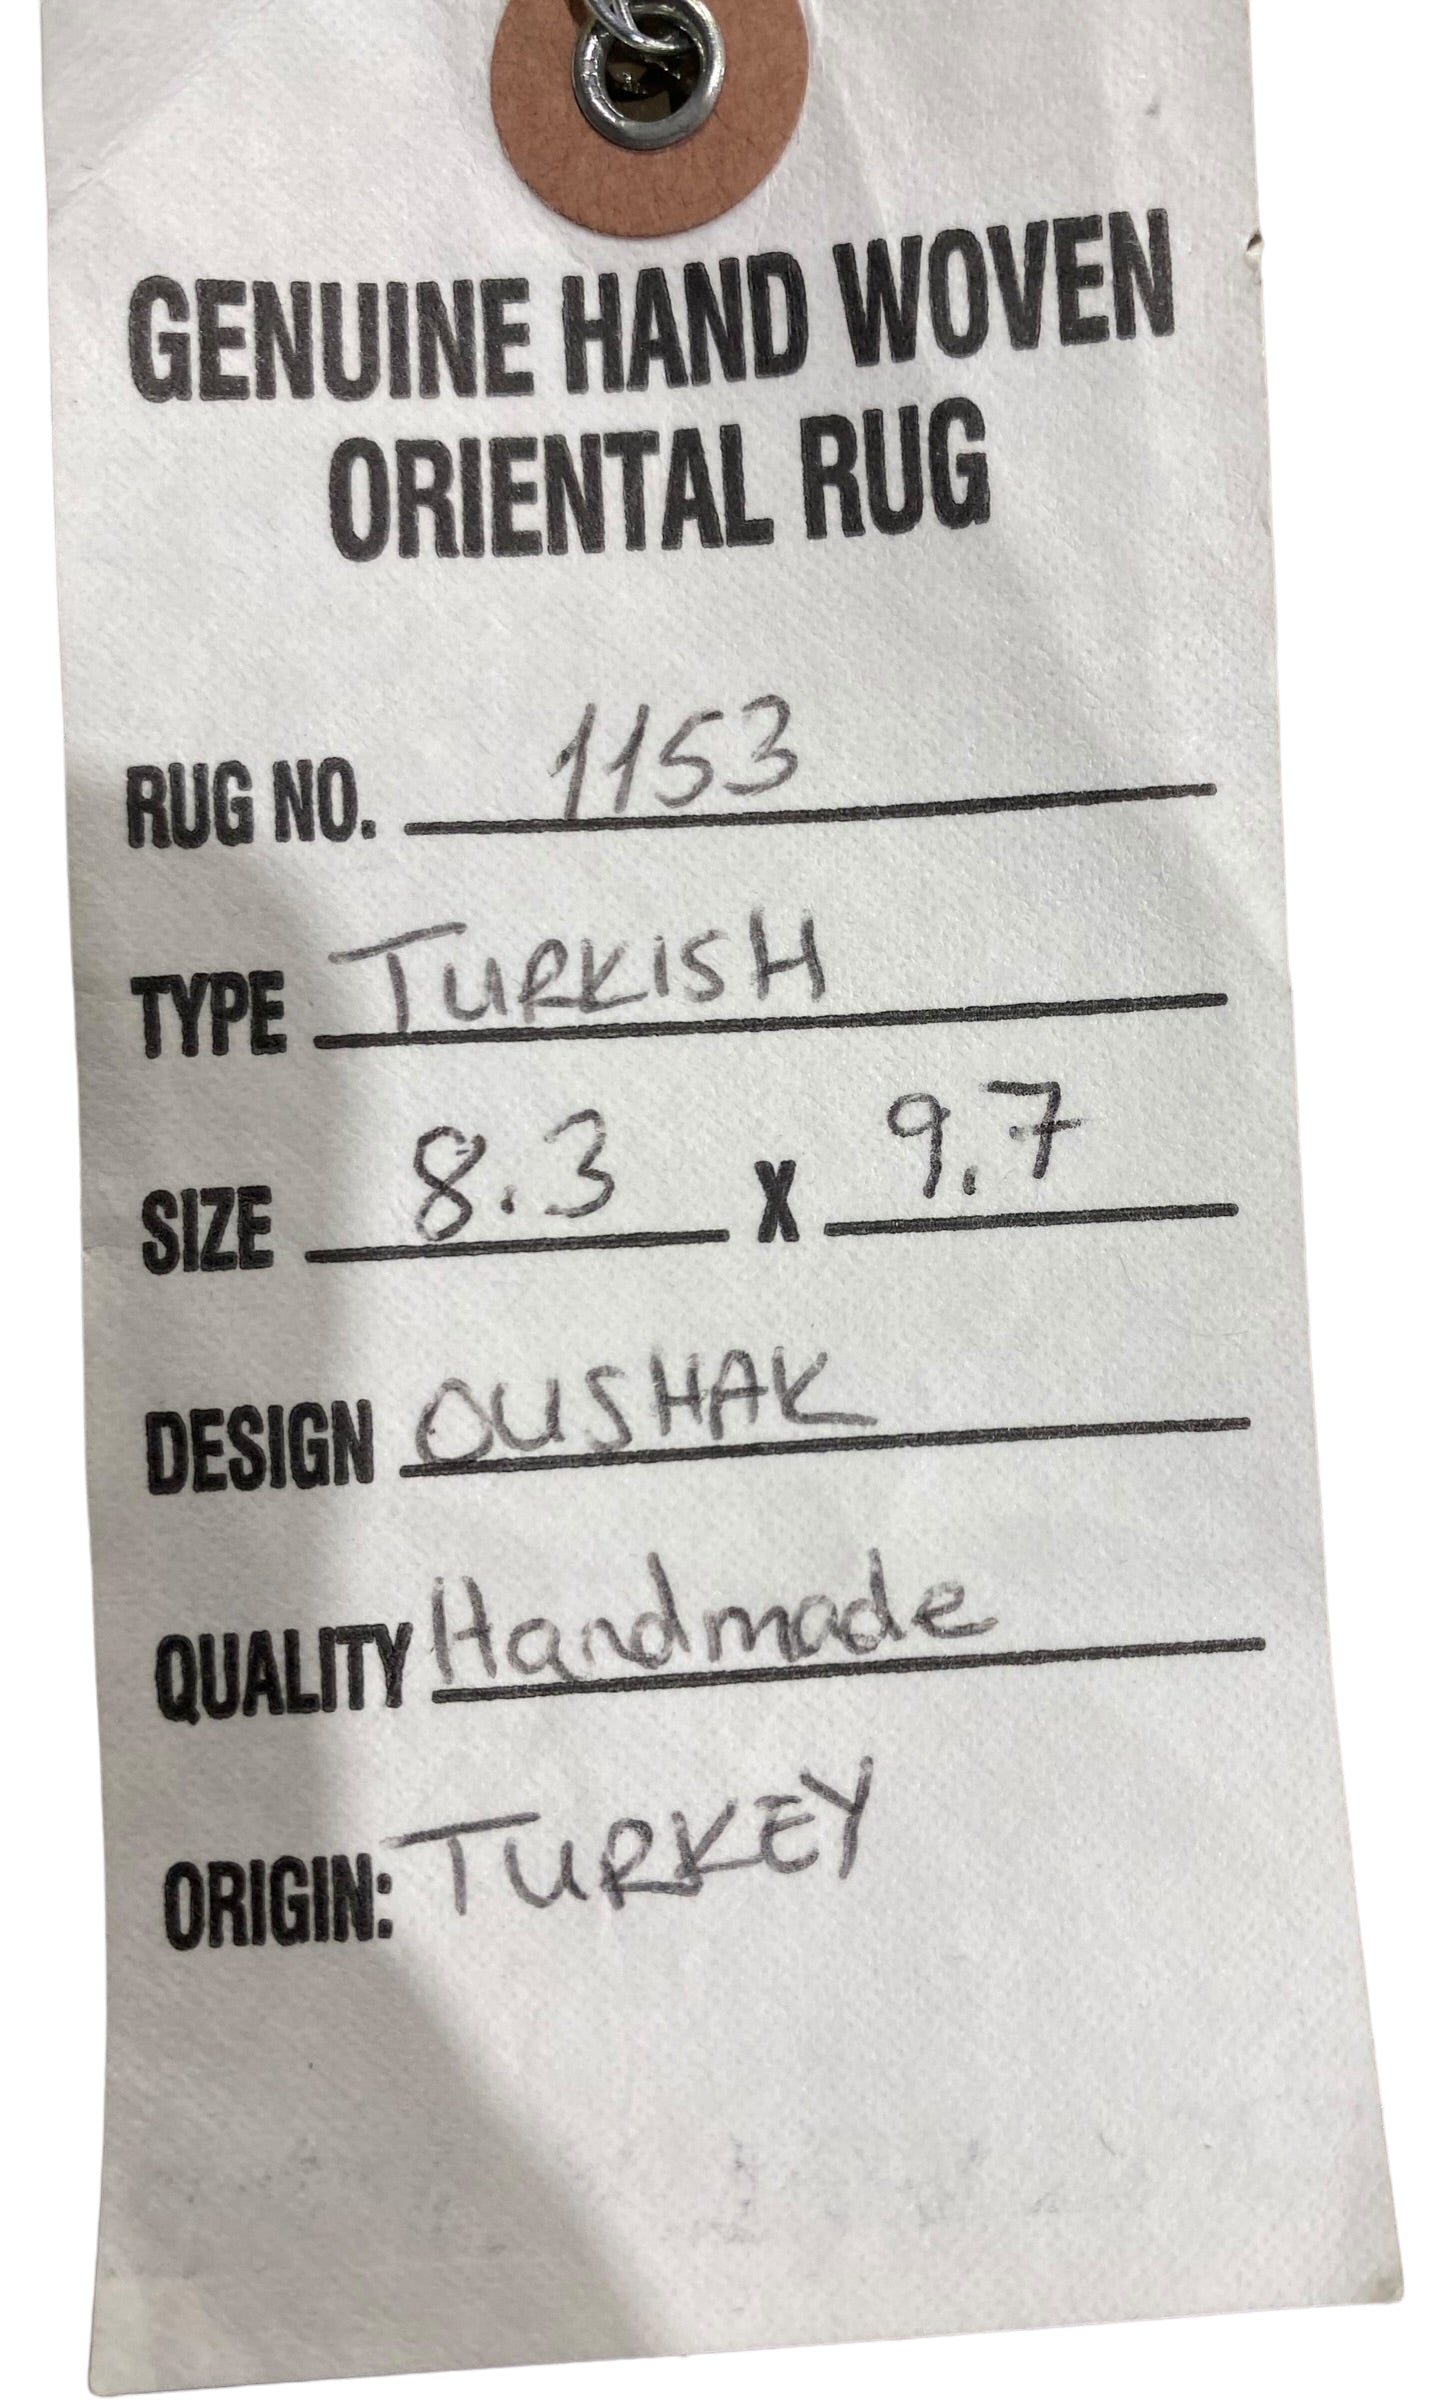 GENUINE HAND WOVEN
ORIENTAL RUG
RUG NO. 1153
TYPE TURKISH
SIZE 8.3 X 9.7
DESIGN OUSHAK
QUALITY Handmade
ORIGIN: TURKEY